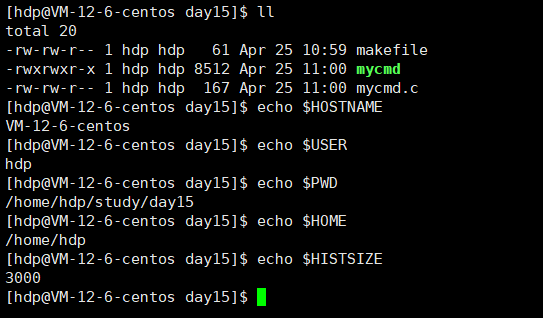 [hdp@VM-12-6-centos day15]$ ll
total 20
-rw-rw-r-- 1 hdp hdp   61 Apr 25 10:59 makefile
-rwxrwxr-x 1 hdp hdp 8512 Apr 25 11:00 mycmd
-rw-rw-r-- 1 hdp hdp  167 Apr 25 11:00 mycmd.c
[hdp@VM-12-6-centos day15]$ echo $HOSTNAME
VM-12-6-centos
[hdp@VM-12-6-centos day15]$ echo $USER
hdp
[hdp@VM-12-6-centos day15]$ echo $PWD
/home/hdp/study/day15
[hdp@VM-12-6-centos day15]$ echo $HOME
/home/hdp
[hdp@VM-12-6-centos day15]$ echo $HISTSIZE
3000
[hdp@VM-12-6-centos day15]$